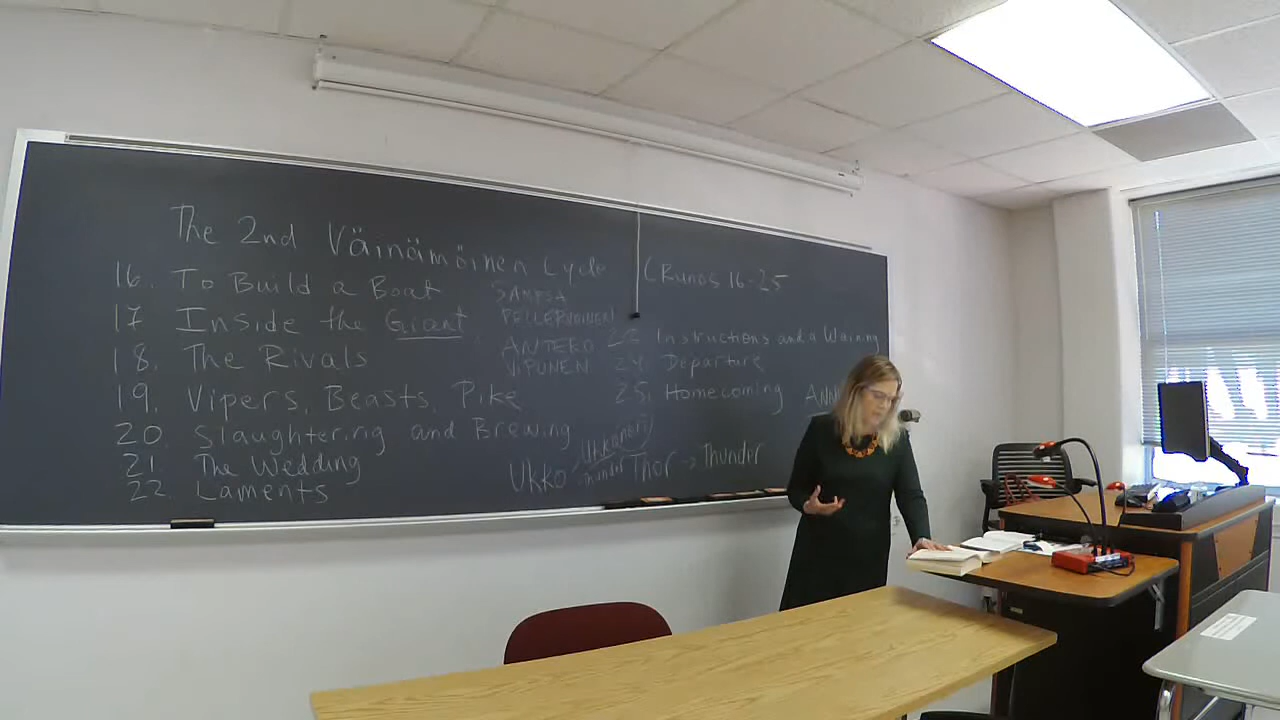 The 2nd Väinämöinen Cycle (Runos 16-25
16. To Build a Boat
SAMPSA
PELLERVOINEN
17 Inside the Giant
ANTERO
VIPUNEN
18. The Rivals
19. Vipers, Beasts, Pike
20. Slaughtering and
21. The Wedding
22. Laments
Instructions and a Warning
24. Departure
25. Homecoming
Ukko thunder Thor → Thunder